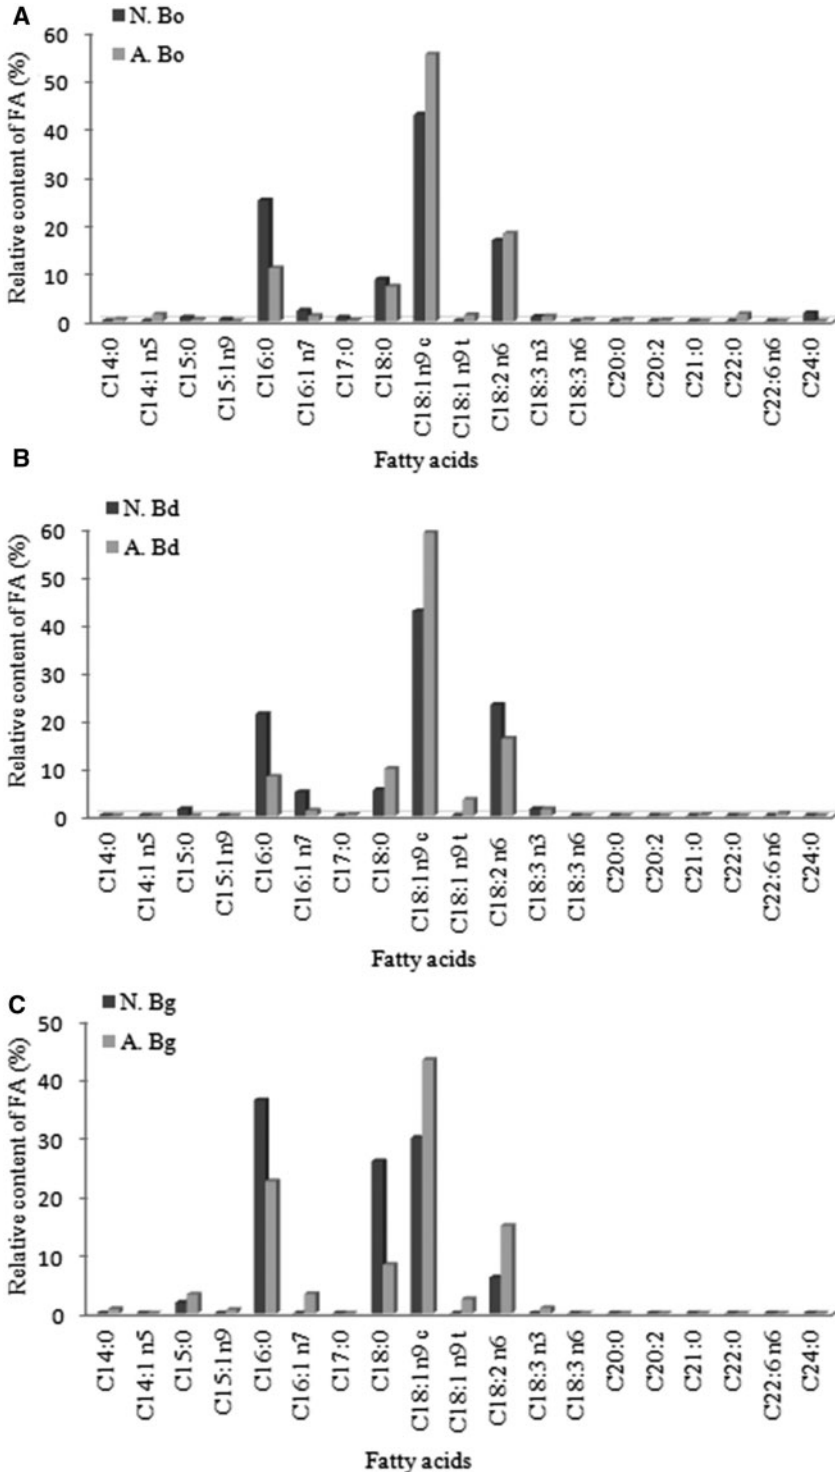 A
N. Bo
A. Bo
Relative content of FA (%)
60
50
40
30
20
10
0
C14:0
C14:1 n5
C15:0
C15:1 n9
C16:0
C16:1 n7
C17:0
C18:0
C18:1 n9 c
C18:1 n9 t
C18:2 n6
C18:3 n3
C18:3 n6
C20:0
C20:2
C21:0
C22:0
C22:6 n6
C24:0
Fatty acids
B
N. Bd
A. Bd
Relative content of FA (%)
60
50
40
30
20
10
0
C14:0
C14:1 n5
C15:0
C15:1 n9
C16:0
C16:1 n7
C17:0
C18:0
C18:1 n9 c
C18:1 n9 t
C18:2 n6
C18:3 n3
C18:3 n6
C20:0
C20:2
C21:0
C22:0
C22:6 n6
C24:0
Fatty acids
C
N. Bg
A. Bg
Relative content of FA (%)
50
40
30
20
10
0
C14:0
C14:1 n5
C15:0
C15:1 n9
C16:0
C16:1 n7
C17:0
C18:0
C18:1 n9 c
C18:1 n9 t
C18:2 n6
C18:3 n3
C18:3 n6
C20:0
C20:2
C21:0
C22:0
C22:6 n6
C24:0
Fatty acids